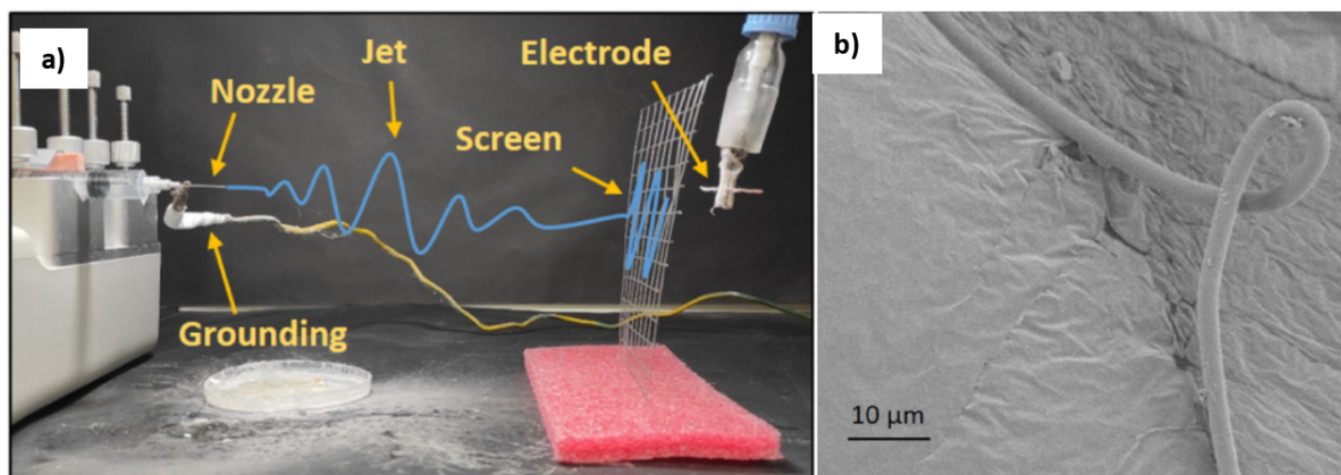 a)
Jet
Electrode
Nozzle
Screen
Grounding
b)
10 µm